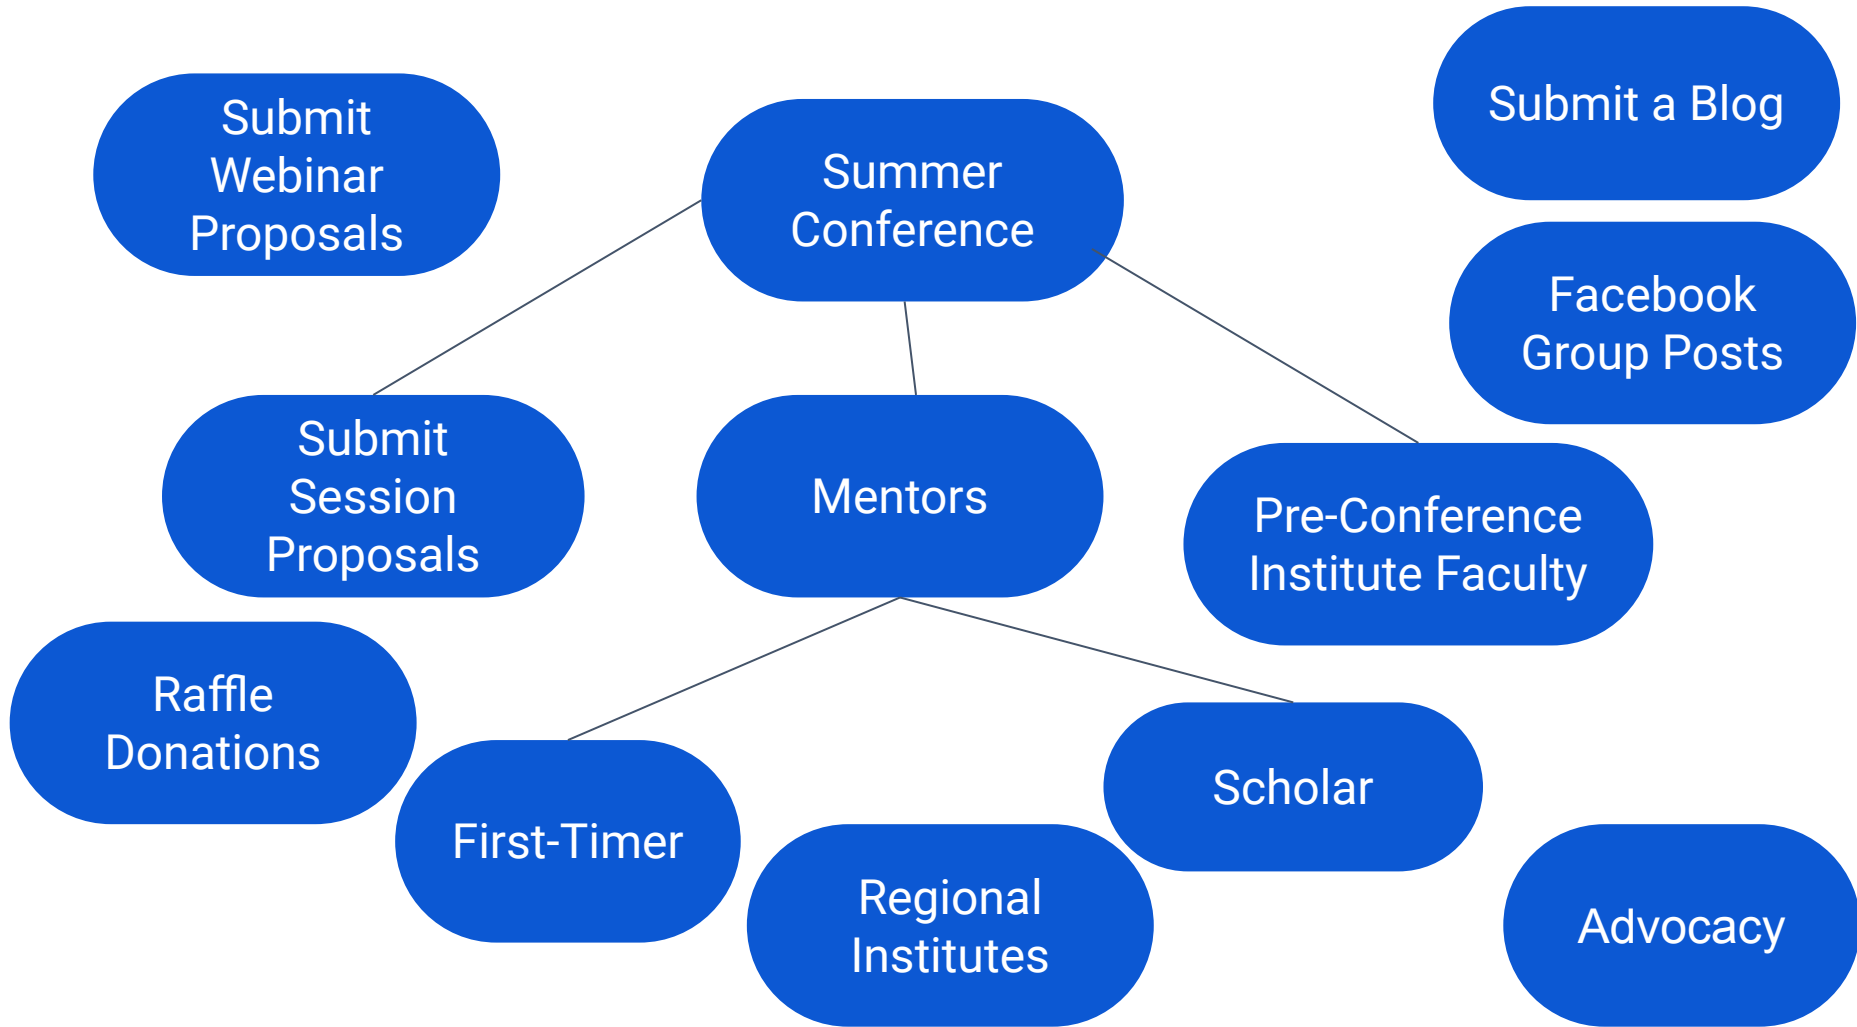 Submit
Webinar
Proposals
Summer
Conference
Submit a Blog
Facebook
Group Posts
Submit
Session
Proposals
Mentors
Pre-Conference
Institute Faculty
Raffle
Donations
First-Timer
Scholar
Regional
Institutes
Advocacy